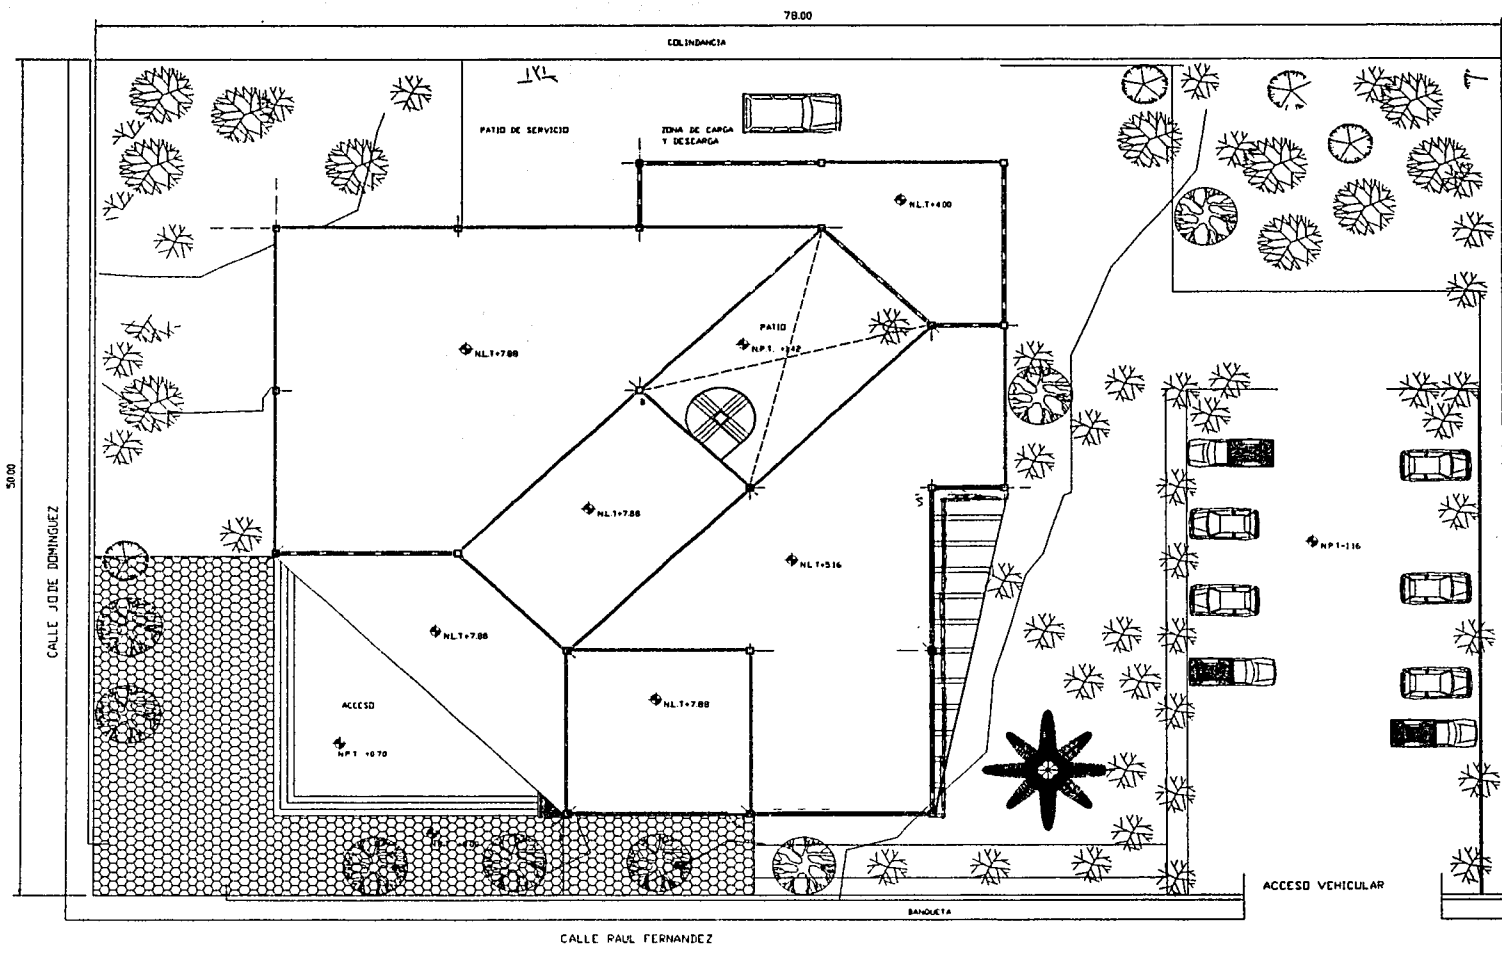 78.00
COLINDANCIA
PATIO DE SERVICIO
ZONA DE CARGA
Y DESCARGA
N.L.T+4.00
PATIO
N.P.T.
N.L.T+7.88
50.00
CALLE JO DE DOMINGUEZ
N.L.T+7.88
N.L.T+5.16
N.P.T-1.16
N.L.T+7.88
N.L.T+7.88
ACCESO
N.P.T. +0.70
ACCESO VEHICULAR
BANQUETA
CALLE RAUL FERNANDEZ